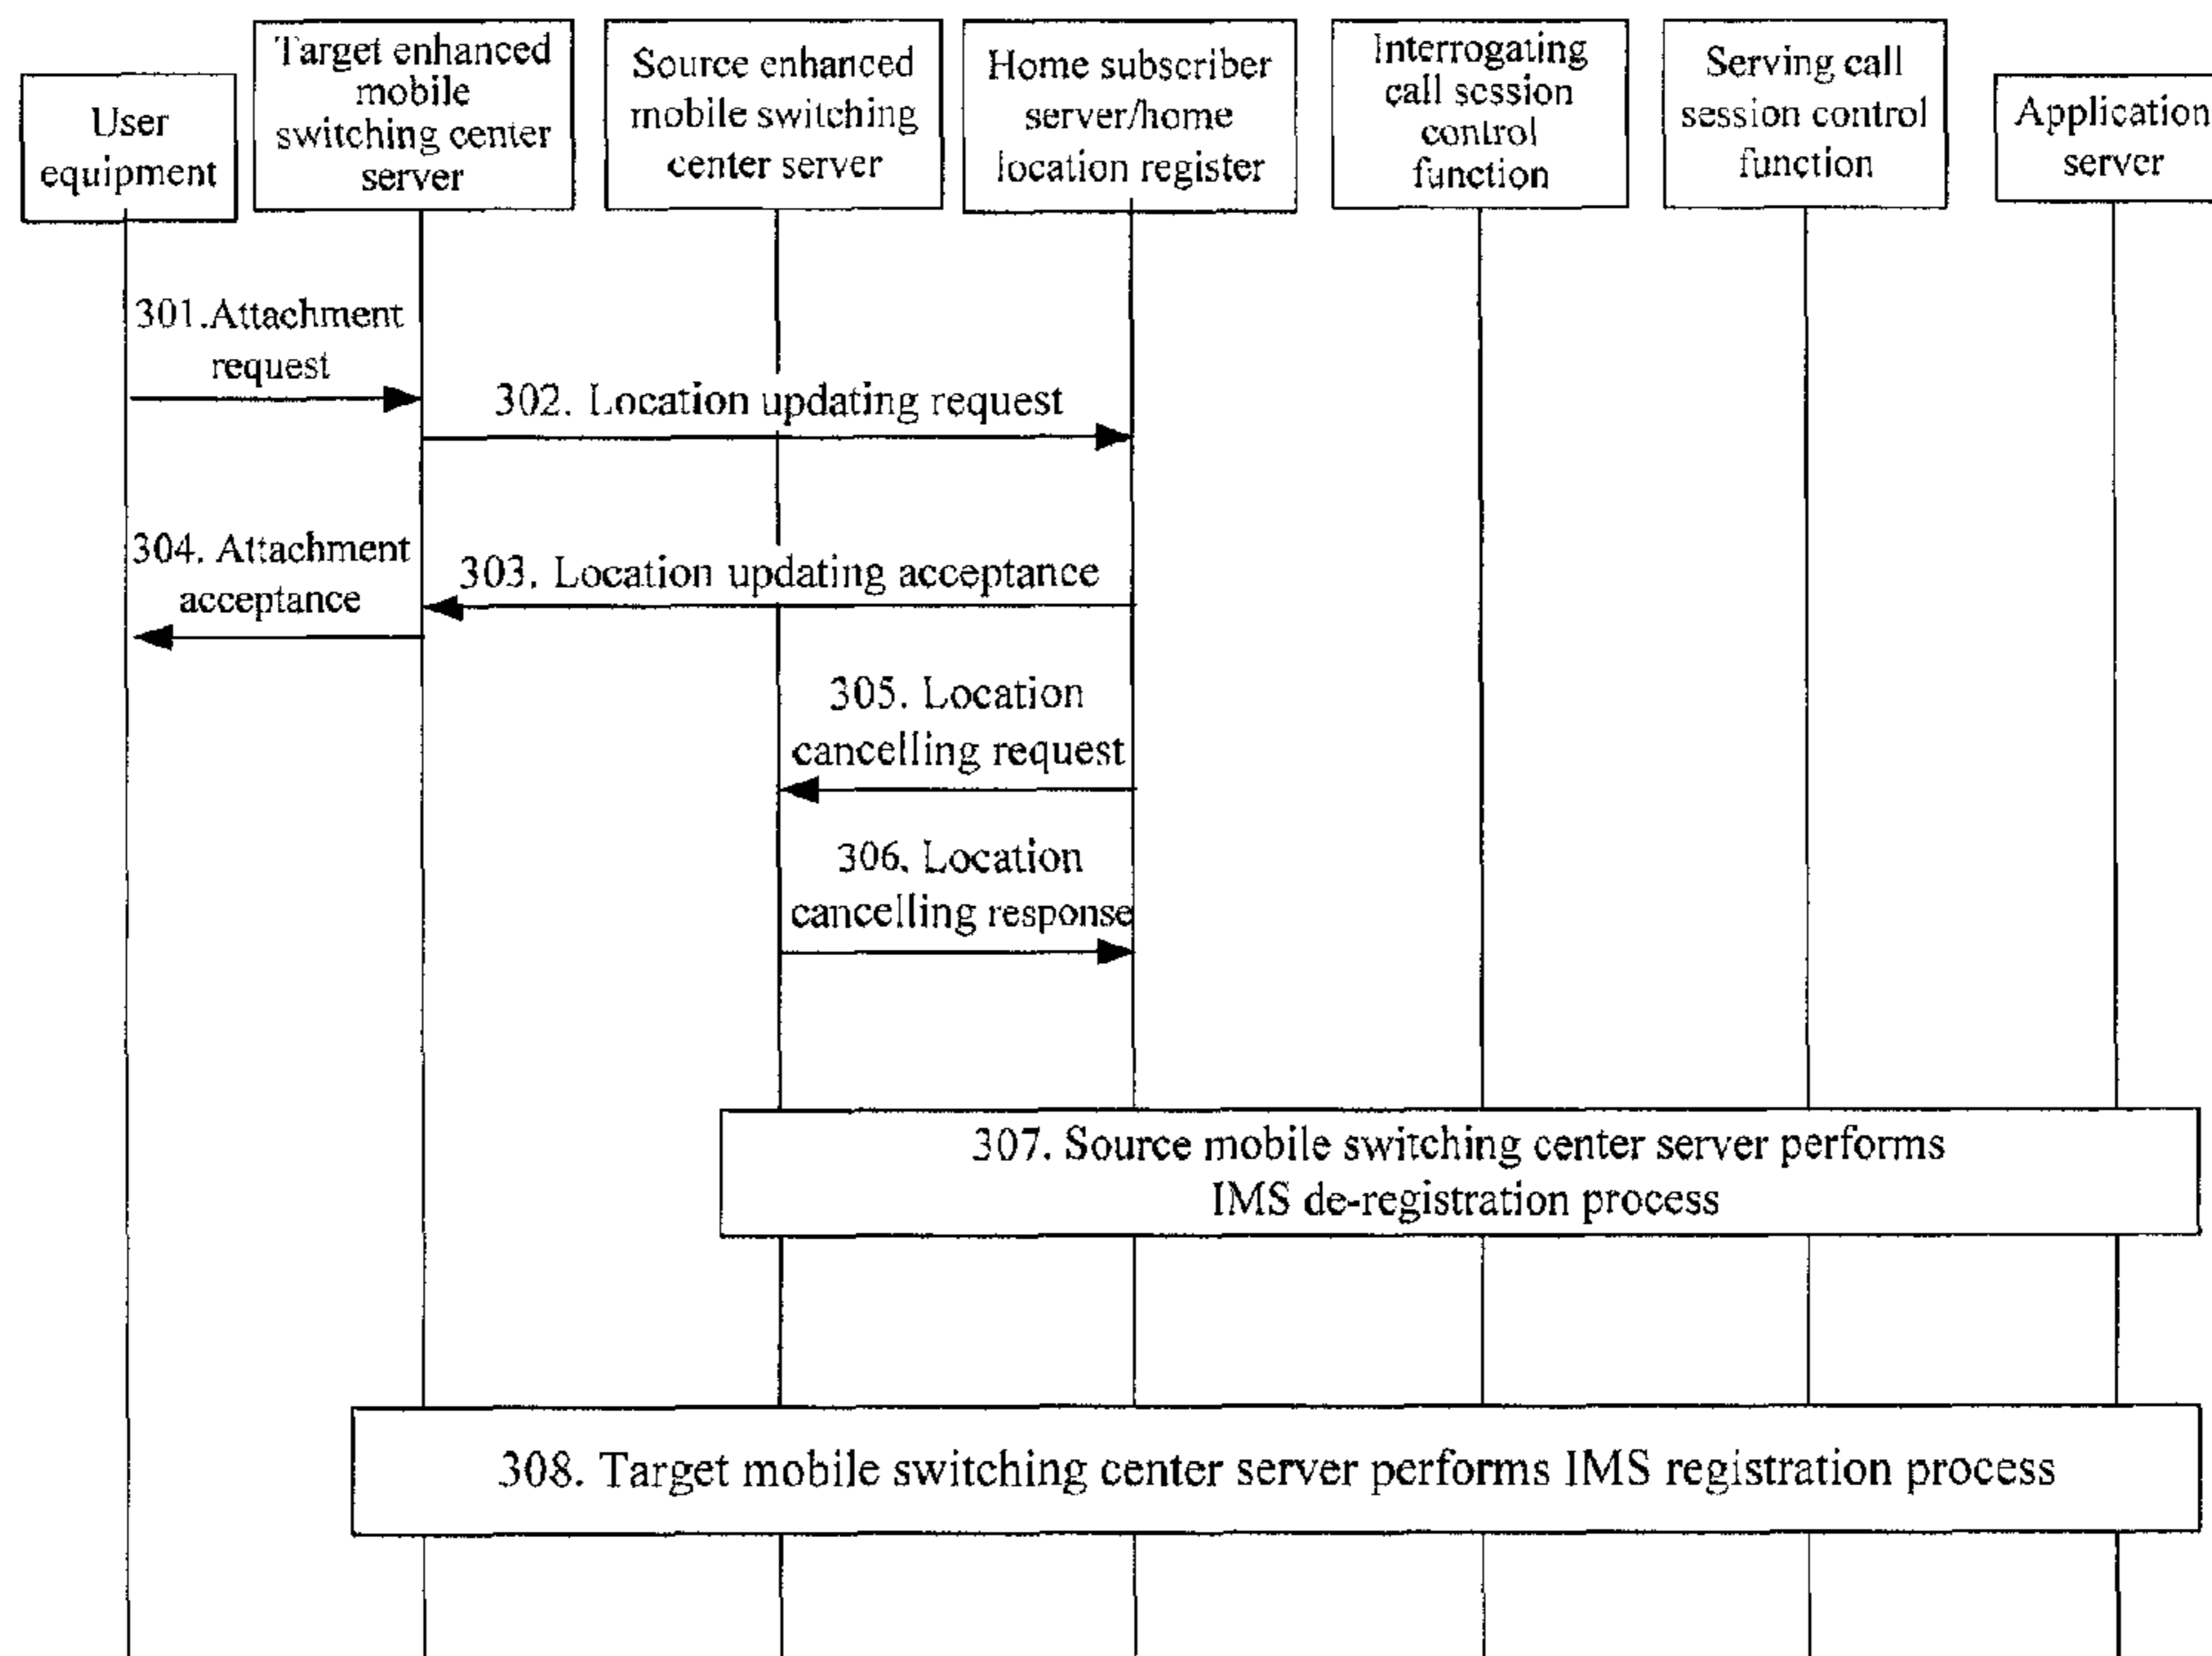 User
equipment
Target enhanced
mobile
switching center
server
Source enhanced
mobile switching
center server
Home subscriber
server/home
location register
Interrogating
call session
control
function
Serving call
session control
function
Application
server
301.Attachment
request
302. Location updating request
304. Attachment
acceptance
303. Location updating acceptance
305. Location
cancelling request
306. Location
cancelling response
307. Source mobile switching center server performs
IMS de-registration process
308. Target mobile switching center server performs IMS registration process